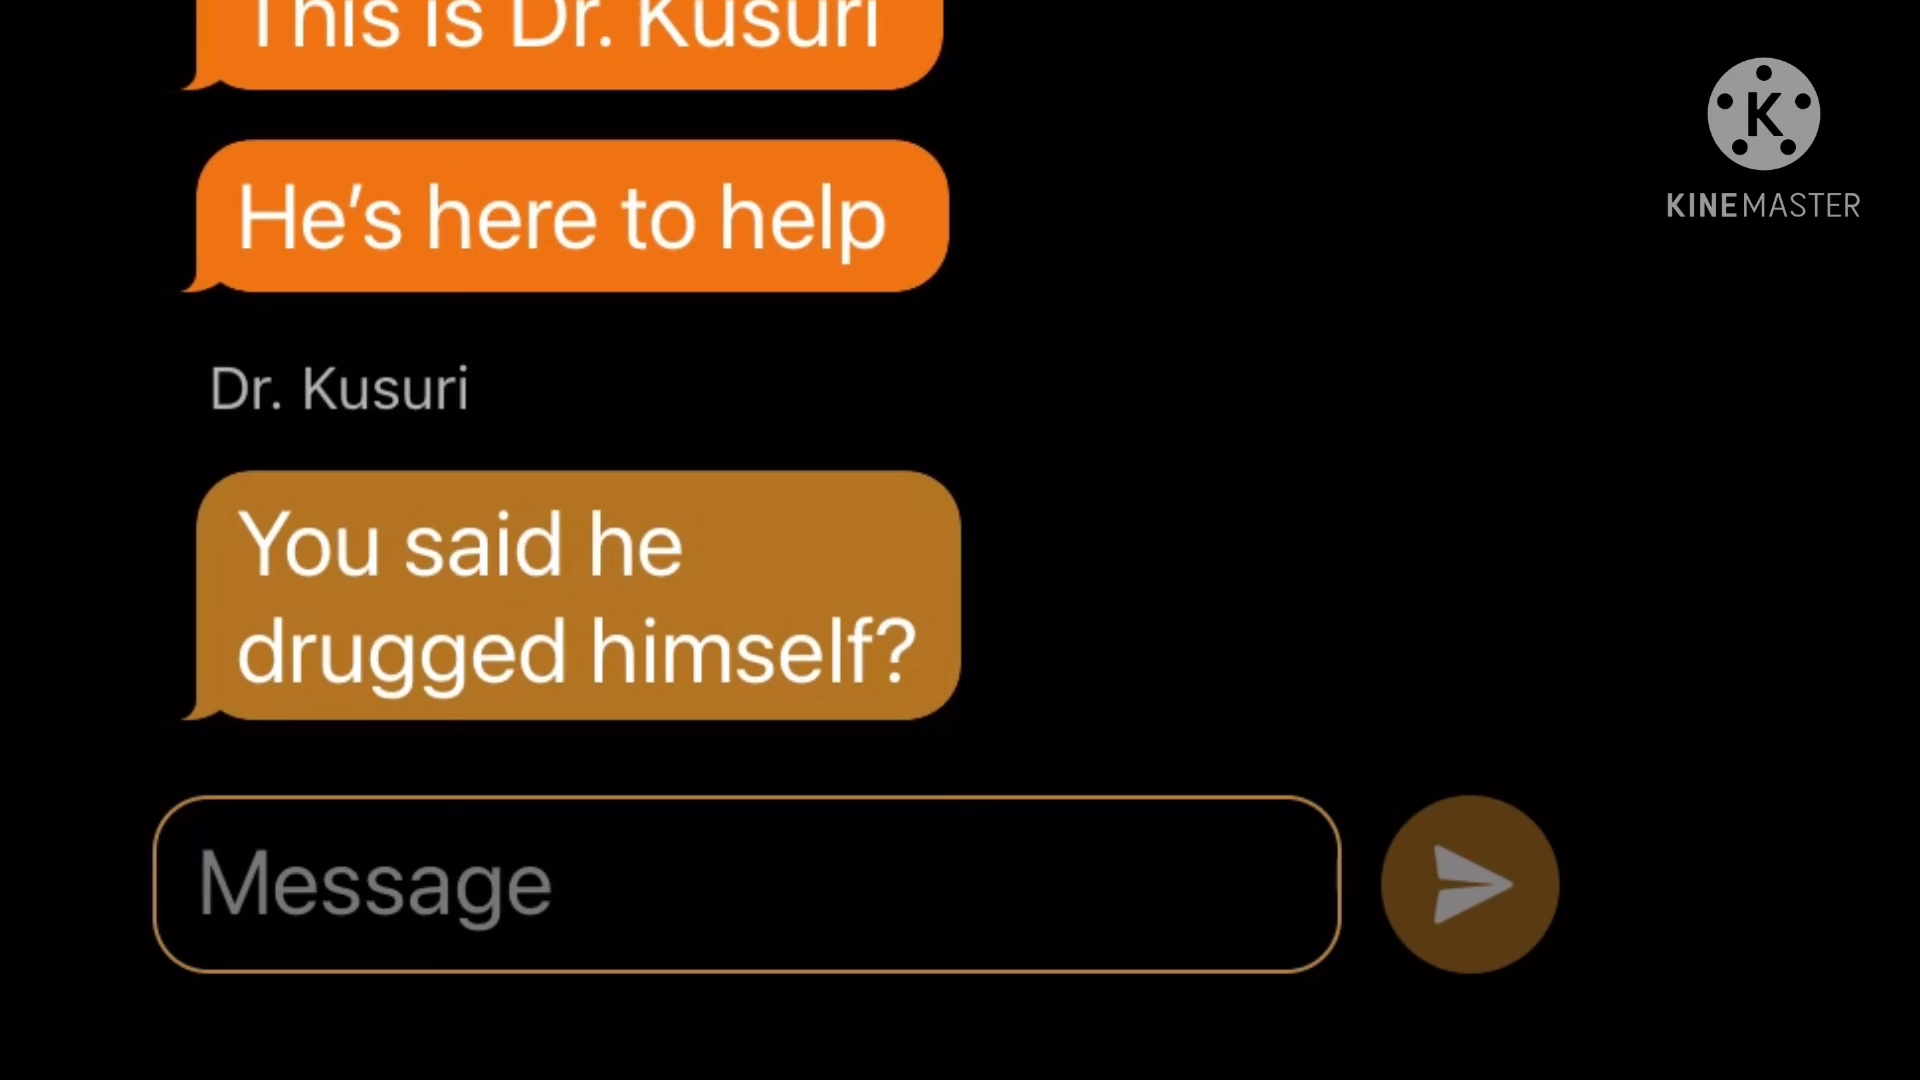 This is Dr. Kusuri
He’s here to help
Dr. Kusuri
You said he
drugged himself?
Message
K
KINEMASTER